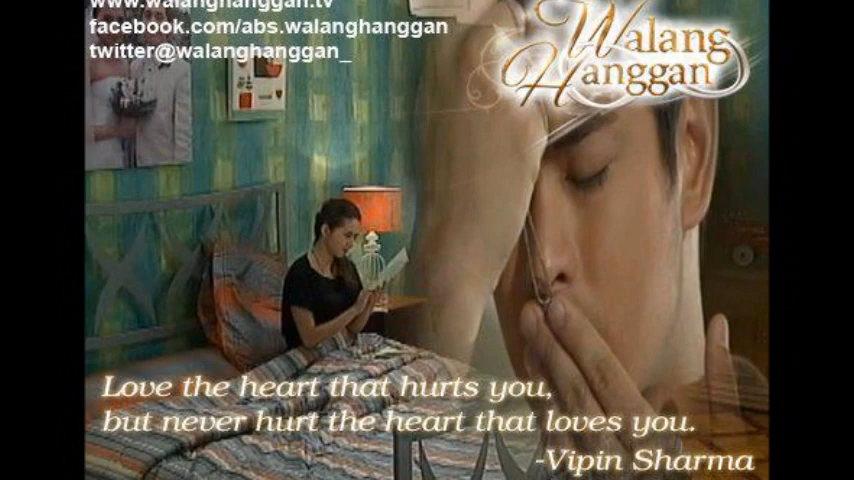 www.walanghanggan.tv
facebook.com/abs.walanghanggan
twitter@walanghanggan_
Walang
Hanggan
Love the heart that hurts you,
but never hurt the heart that loves you.
-Vipin Sharma